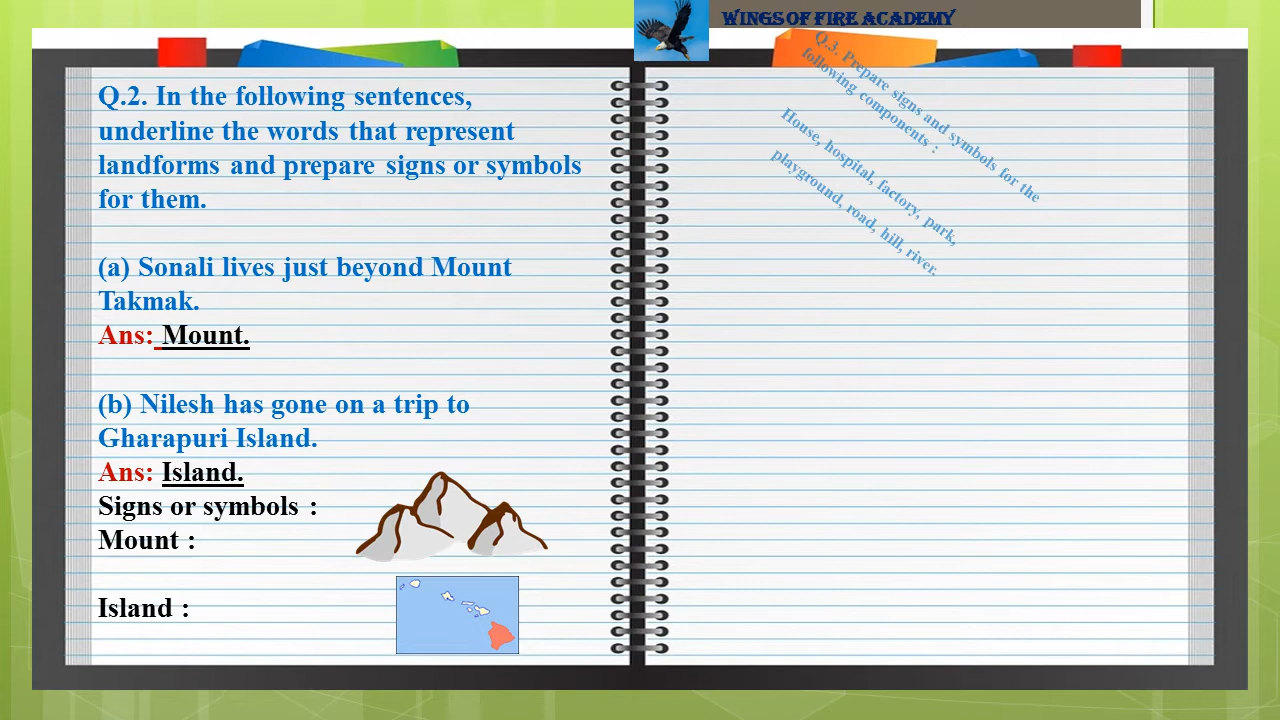 WINGS OF FIRE ACADEMY
Q.2. In the following sentences,
underline the words that represent
landforms and prepare signs or symbols
for them.
(a) Sonali lives just beyond Mount
Takmak.
Ans: Mount.
(b) Nilesh has gone on a trip to
Gharapuri Island.
Ans: Island.
Signs or symbols :
Mount :
Island :
Q.3. Prepare signs and symbols for the
following components :
House, hospital, factory, park,
playground, road, hill, river.